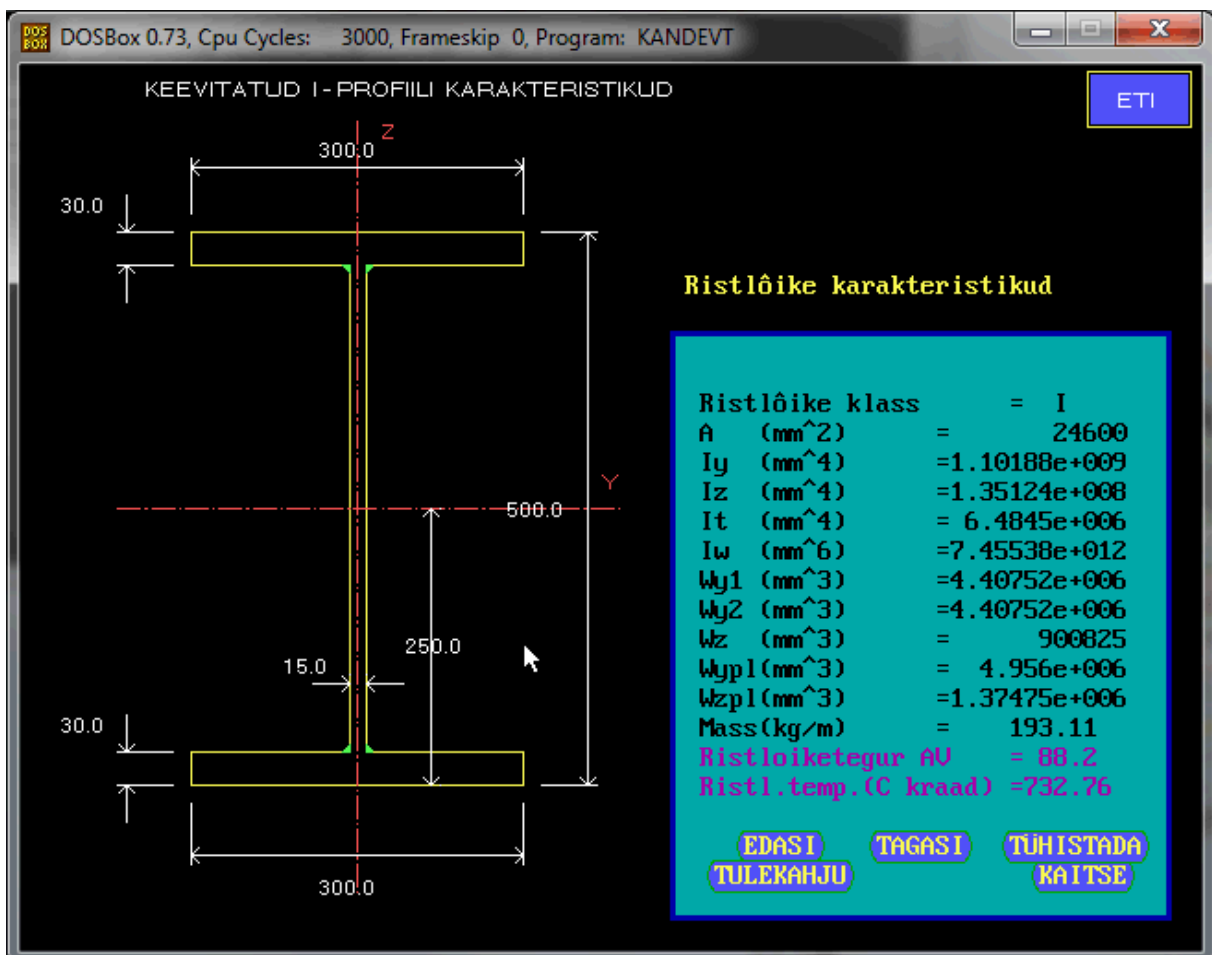 DOSBox 0.73, Cpu Cycles: 3000, Frameskip 0, Program: KANDEVT
KEEVITATUD I-PROFIILI KARAKTERISTIKUD
ETI
Z
300.0
30.0
Ristlôike karakteristikud
Ristlôike klass = I
A (mm^2) = 24600
Iy (mm^4) =1.10188e+009
Iz (mm^4) =1.35124e+008
It (mm^4) = 6.4845e+006
Iw (mm^6) =7.45538e+012
Wy1 (mm^3) =4.40752e+006
Wy2 (mm^3) =4.40752e+006
Wz (mm^3) = 900825
Wypl(mm^3) = 4.956e+006
Wzpl(mm^3) =1.37475e+006
Mass(kg/m) = 193.11
Ristloiketegur AV = 88.2
Ristl.temp.(C kraad) =732.76
EDASI TAGASI TÜHISTADA
TULEKAHJU KAITSE
Y
500.0
250.0
15.0
30.0
300.0